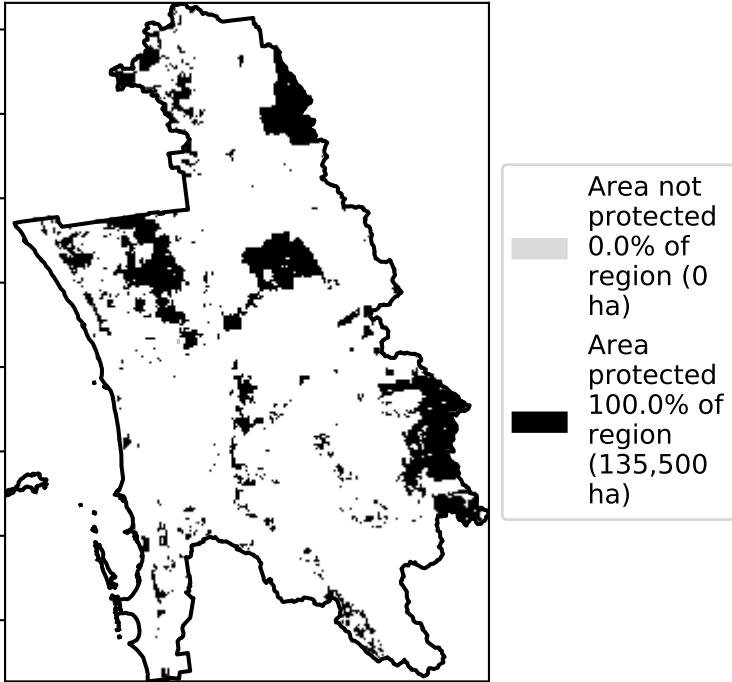 Area not
protected
0.0% of
region (0
ha)
Area
protected
100.0% of
region
(135,500
ha)